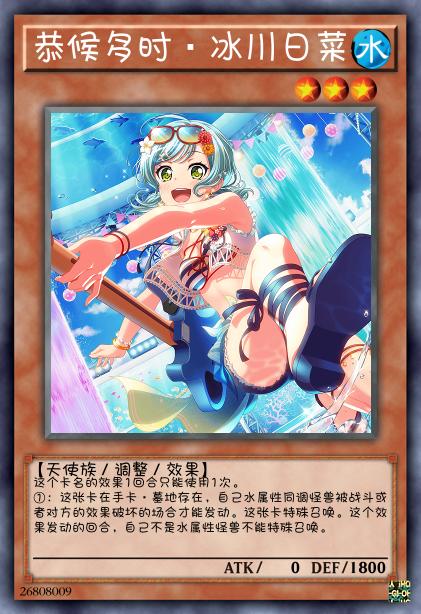 恭候多时·冰川日菜
水
【天使族/调整/效果】
这个卡名的效果1回合只能使用1次。
①：这张卡在手卡·墓地存在，自己水属性同调怪兽被战斗或
者对方的效果破坏的场合才能发动。这张卡特殊召唤。这个效
果发动的回合，自己不是水属性怪兽不能特殊召唤。
ATK/ 0 DEF/1800
26808009